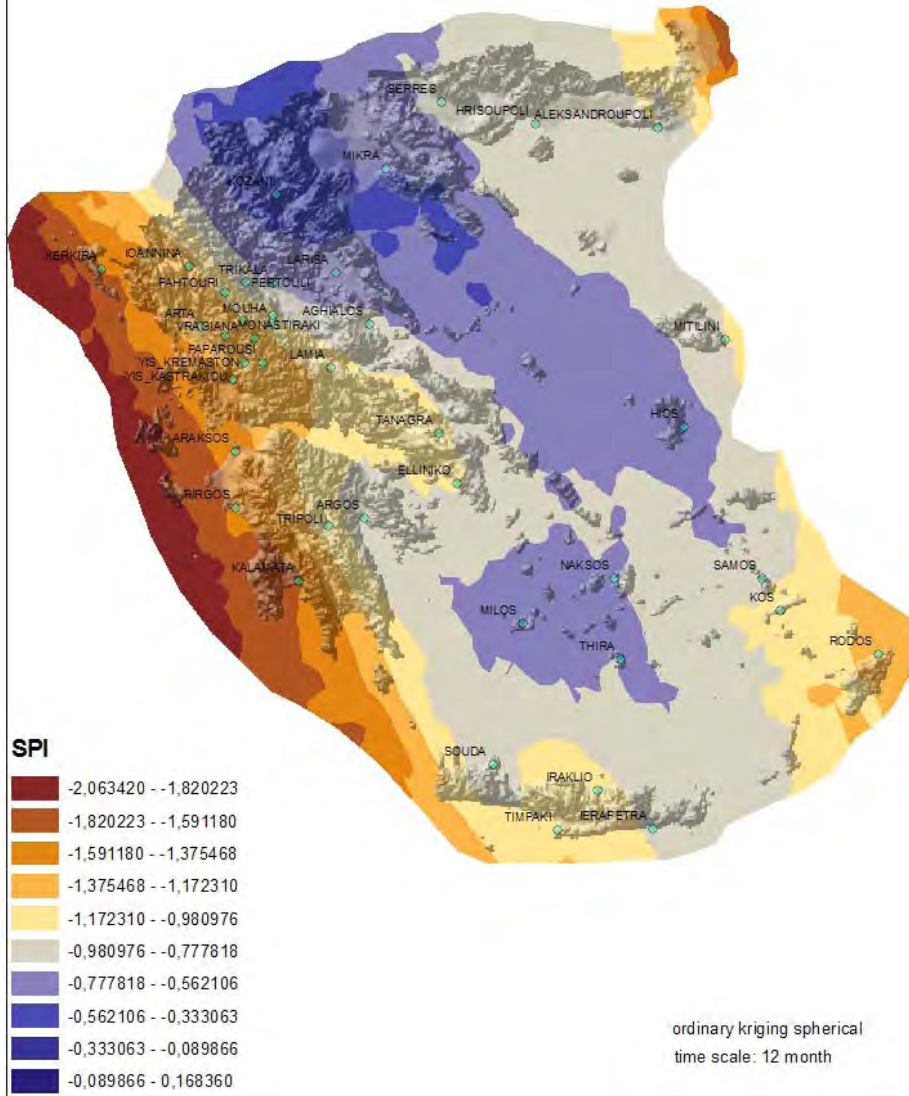 SERRES
HRISOUPOLI
ALEKSANDROUPOLI
MIKRA
KOZANI
KERKIRA
IOANNINA
TRIKALA
LARISA
PAHTOURI
PERTOULI
ARTA
MOUHA
AGHIALOS
VRAGIANA
MONASTIRAKI
MITILINI
PAPAROUSI
YIS_KREMASTON
LAMIA
YIS_KASTRAKIOU
TANAGRA
HIOS
ARAKSOS
ELLINIKO
PIRGOS
ARGOS
TRIPOLI
KALAMATA
NAKSOS
SAMOS
KOS
MILOS
THIRA
RODOS
SOUDA
IRAKLIO
TIMPAKI
IERAPETRA
SPI
-2,063420 - -1,820223
-1,820223 - -1,591180
-1,591180 - -1,375468
-1,375468 - -1,172310
-1,172310 - -0,980976
-0,980976 - -0,777818
-0,777818 - -0,562106
-0,562106 - -0,333063
-0,333063 - -0,089866
-0,089866 - 0,168360
ordinary kriging spherical
time scale: 12 month